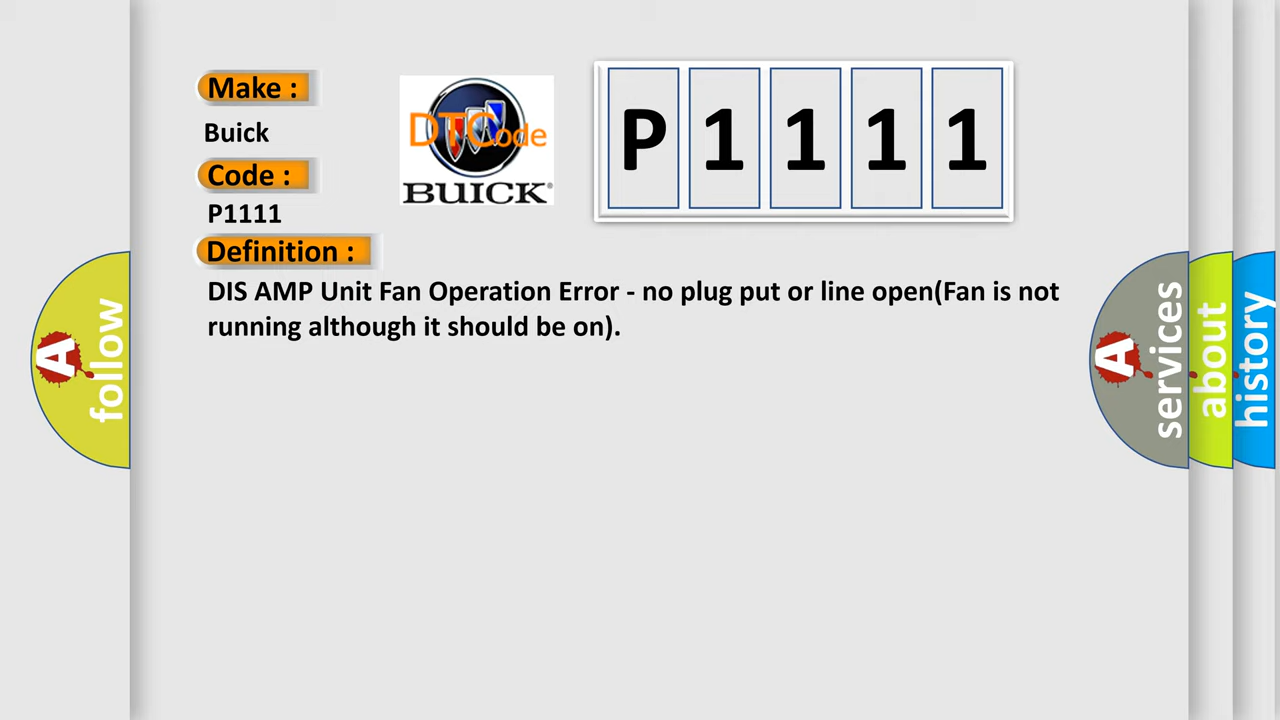 Make :
Buick
Code :
P1111
Definition :
DIS AMP Unit Fan Operation Error - no plug put or line open(Fan is not
running although it should be on).
DTCode
BUICK®
P 1 1 1 1
A follow
A services
about
history